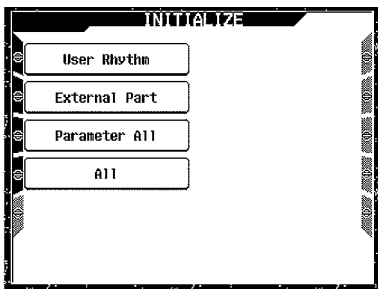 INITIALIZE
User Rhythm
External Part
Parameter All
All